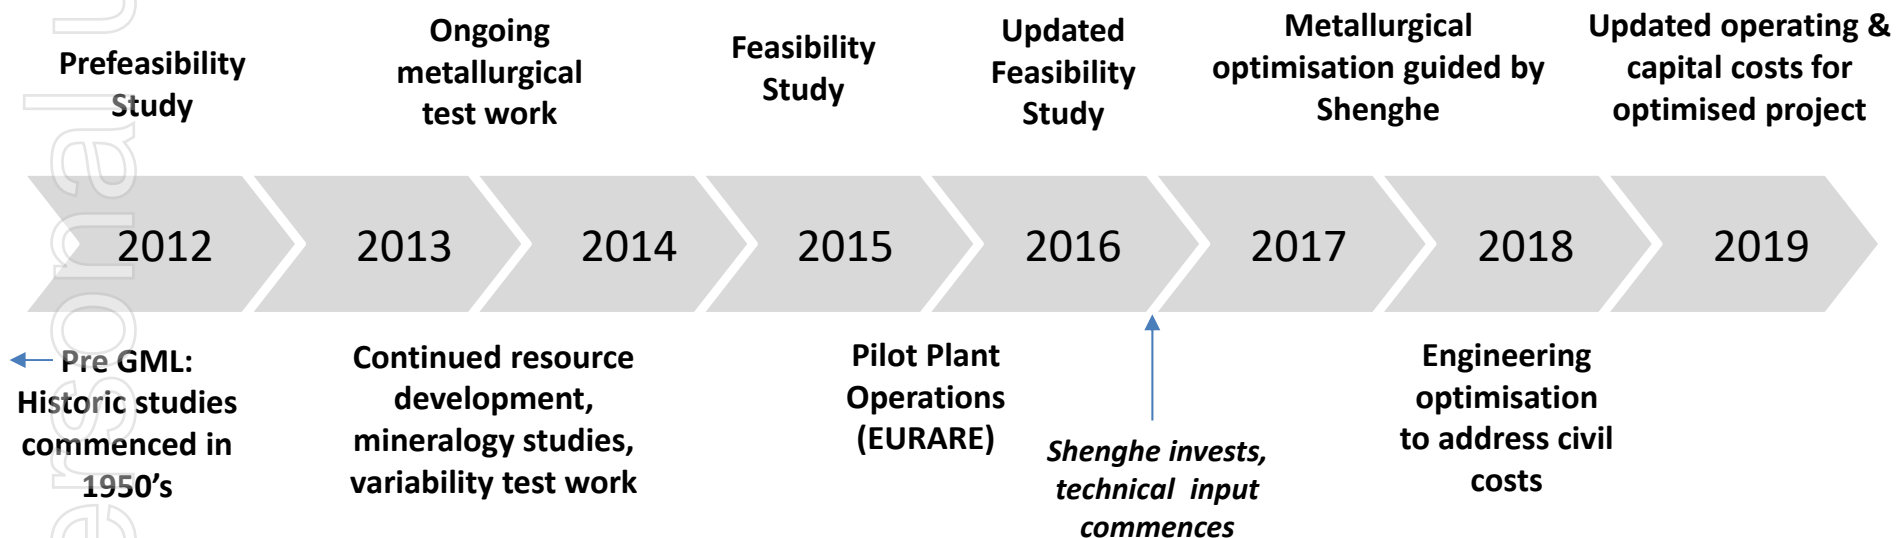 Prefeasibility
Study
Ongoing
metallurgical
test work
Feasibility
Study
Updated
Feasibility
Study
Metallurgical
optimisation guided by
Shenghe
Updated operating &
capital costs for
optimised project
2012
2013
2014
2015
2016
2017
2018
2019
Pre GML:
Historic studies
commenced in
1950's
Continued resource
development,
mineralogy studies,
variability test work
Pilot Plant
Operations
(EURARE)
Shenghe invests,
technical input
commences
Engineering
optimisation
to address civil
costs
ersonal u